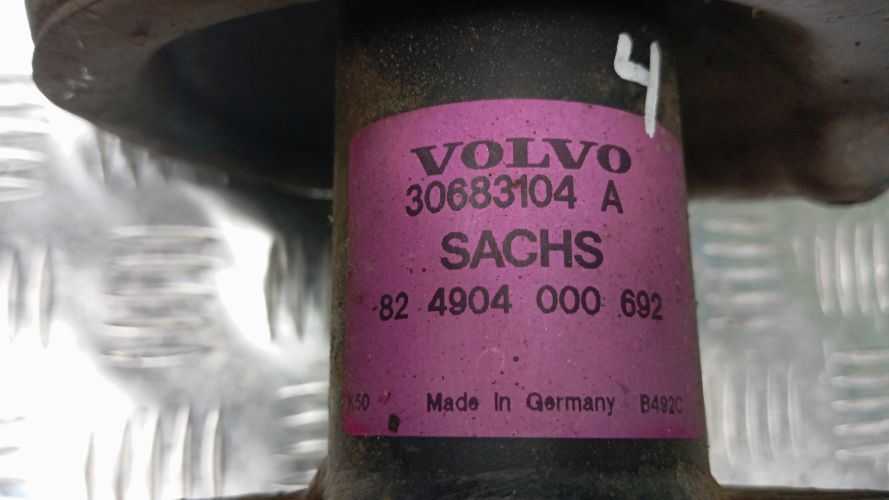 4
VOLVO
30683104 A
SACHS
82 4904 000 692
K50 Made In Germany B492C